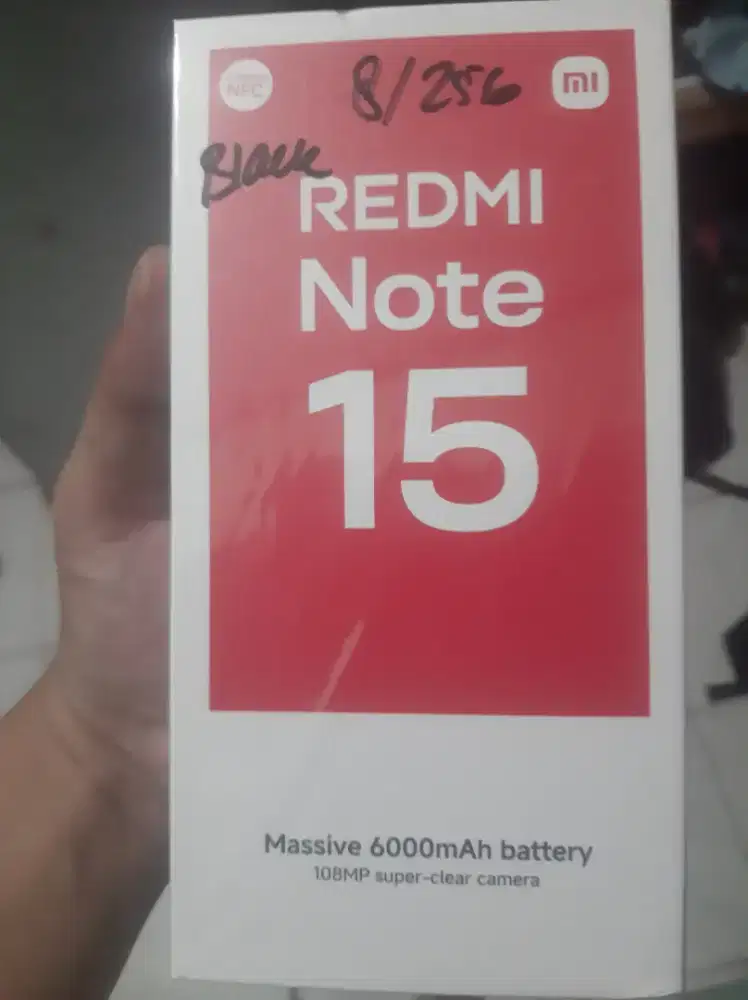 8/256
NFC
mi
Black
REDMI
Note
15
Massive 6000mAh battery
108MP super-clear camera